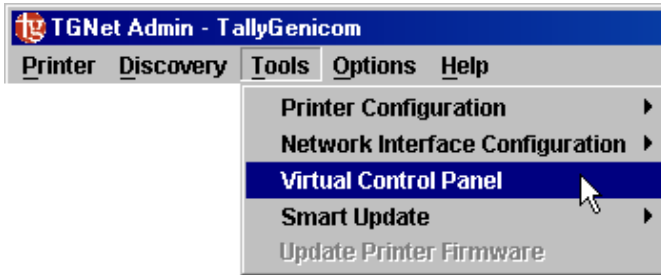 tg TGNet Admin - TallyGenicom
Printer Discovery Tools Options Help
Printer Configuration
Network Interface Configuration
Virtual Control Panel
Smart Update
Update Printer Firmware